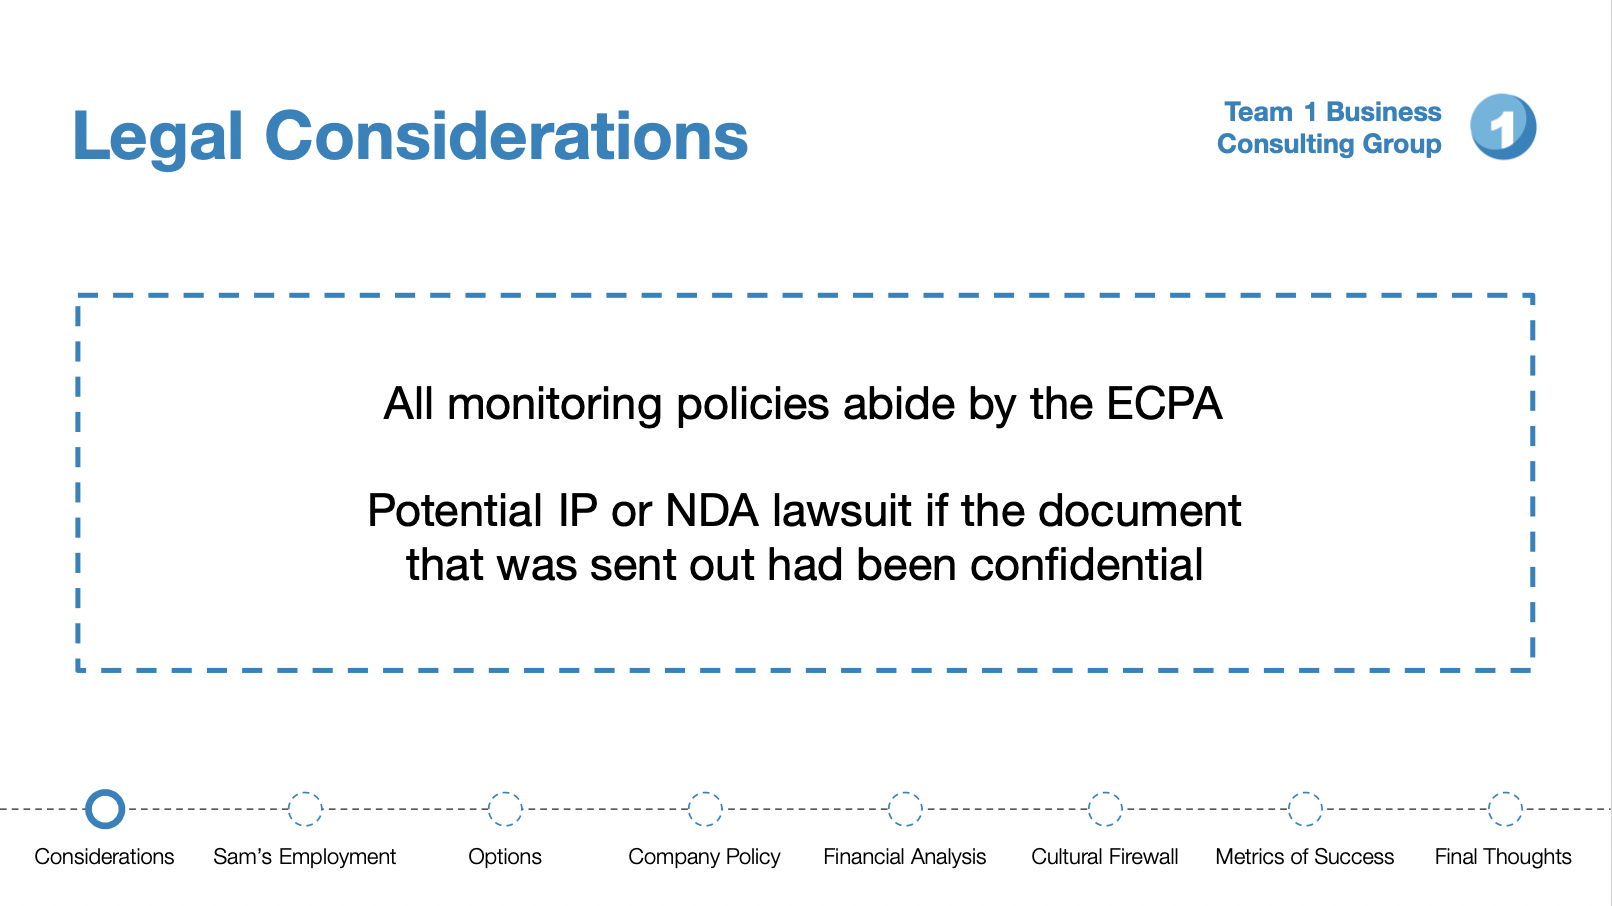 Legal Considerations
Team 1 Business
Consulting Group
1
All monitoring policies abide by the ECPA
Potential IP or NDA lawsuit if the document
that was sent out had been confidential
Considerations
Sam’s Employment
Options
Company Policy
Financial Analysis
Cultural Firewall
Metrics of Success
Final Thoughts